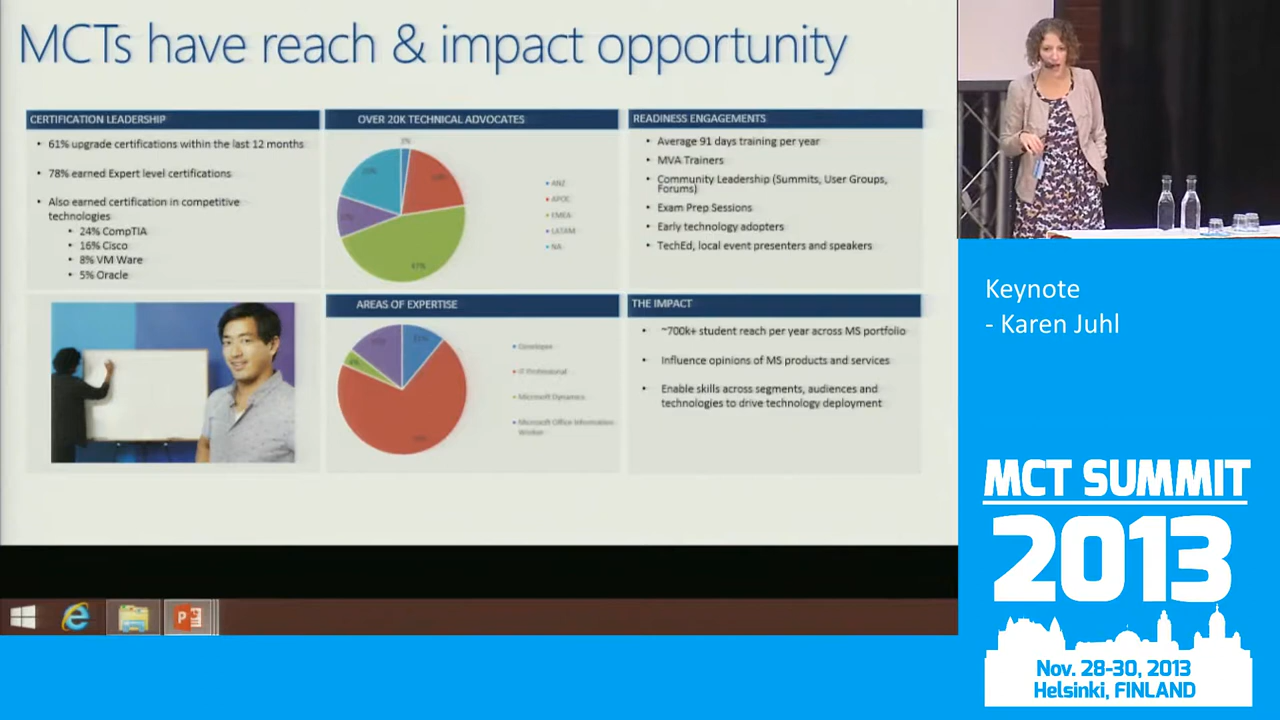 MCTs have reach & impact opportunity
CERTIFICATION LEADERSHIP
• 61% upgrade certifications within the last 12 months
• 78% earned Expert level certifications
• Also earned certification in competitive
technologies
• 24% CompTIA
• 16% Cisco
• 8% VM Ware
• 5% Oracle
OVER 20K TECHNICAL ADVOCATES
47%
ANZ
APOC
EMEA
LATAM
NA
READINESS ENGAGEMENTS
• Average 91 days training per year
• MVA Trainers
• Community Leadership (Summits, User Groups,
Forums)
• Exam Prep Sessions
• Early technology adopters
• TechEd, local event presenters and speakers
AREAS OF EXPERTISE
Developer
IT Professional
Microsoft Dynamics
Microsoft Office Information
Worker
THE IMPACT
• ~700k+ student reach per year across MS portfolio
• Influence opinions of MS products and services
• Enable skills across segments, audiences and
technologies to drive technology deployment
Keynote
- Karen Juhl
MCT SUMMIT
2013
Nov. 28-30, 2013
Helsinki, FINLAND